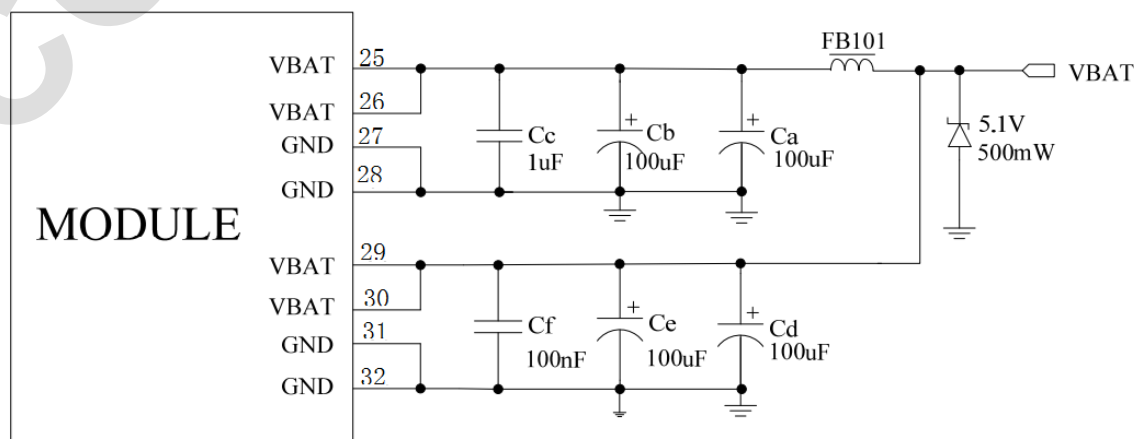 FB101
VBAT 25
VBAT
VBAT 26
5.1V
500mW
GND 27
Cc
1uF
Cb
100uF
Ca
100uF
GND 28
MODULE
VBAT 29
VBAT 30
GND 31
Cf
100nF
Ce
100uF
Cd
100uF
GND 32